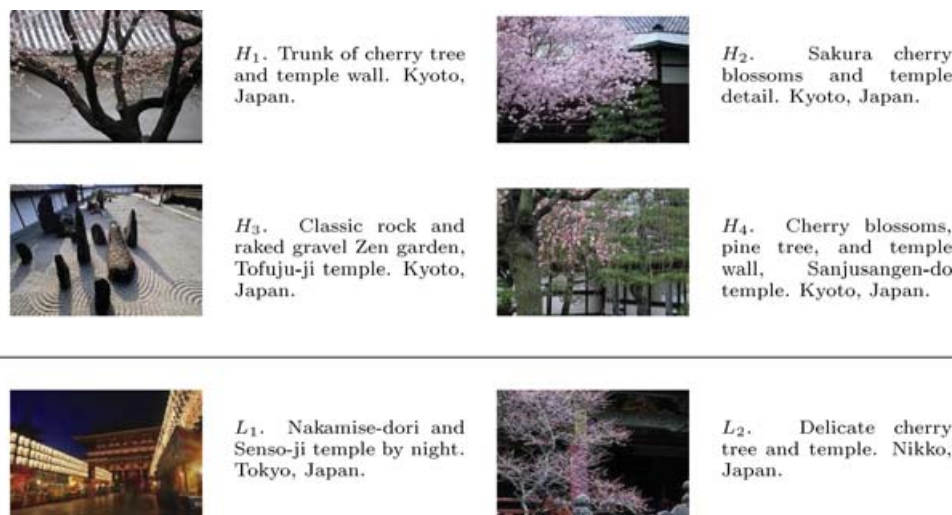 H1. Trunk of cherry tree
and temple wall. Kyoto,
Japan.
H2. Sakura cherry
blossoms and temple
detail. Kyoto, Japan.
H3. Classic rock and
raked gravel Zen garden,
Tofuju-ji temple. Kyoto,
Japan.
H4. Cherry blossoms,
pine tree, and temple
wall, Sanjusangen-do
temple. Kyoto, Japan.
L1. Nakamise-dori and
Senso-ji temple by night.
Tokyo, Japan.
L2. Delicate cherry
tree and temple. Nikko,
Japan.